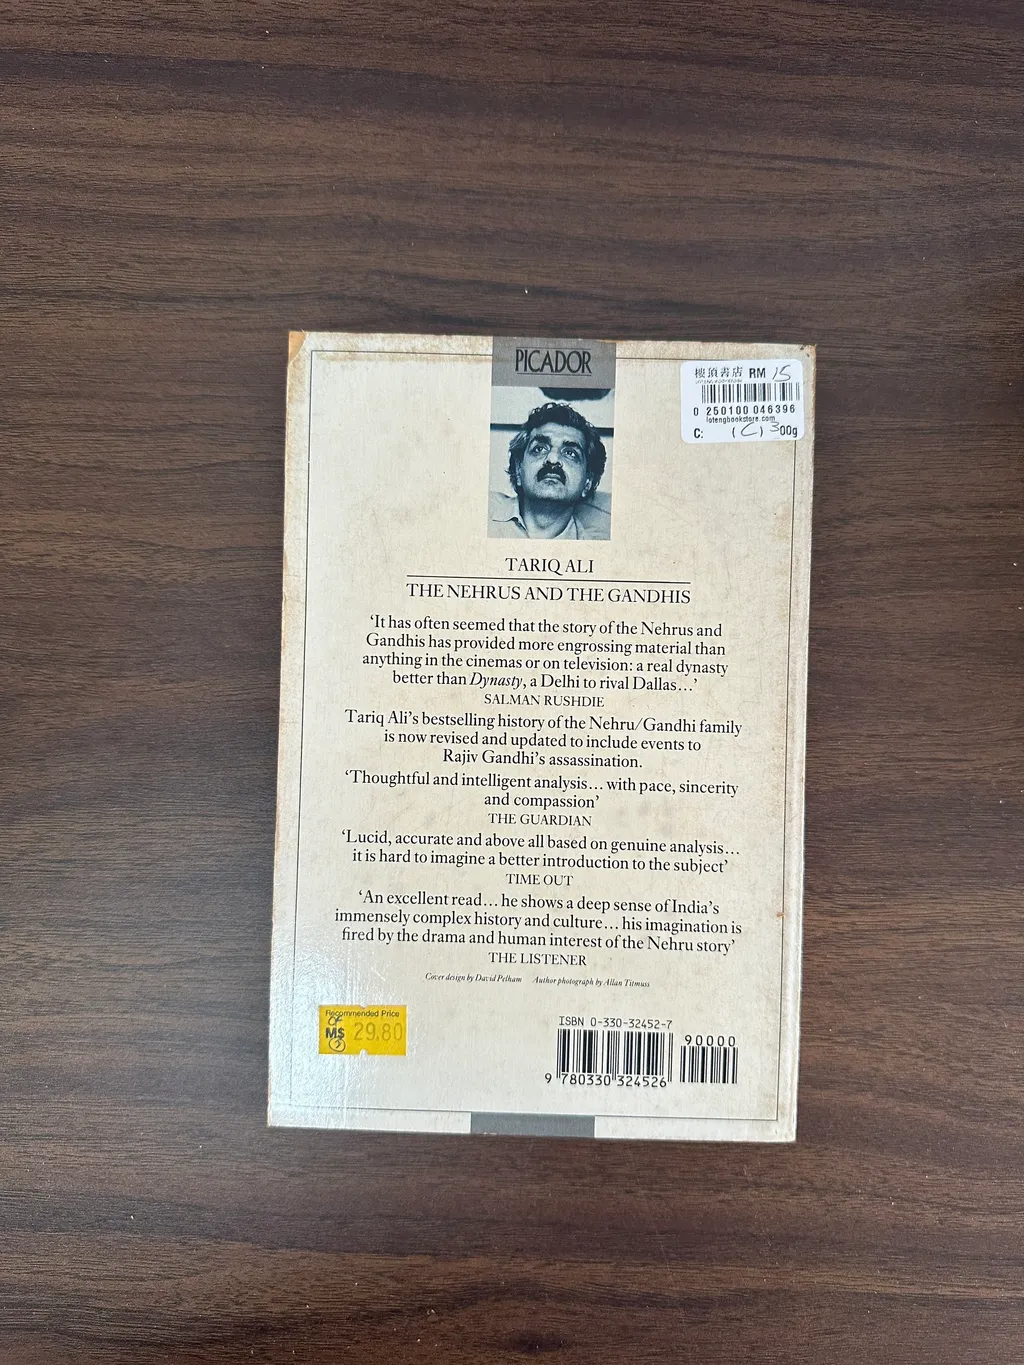 PICADOR
樓頂書店 RM 15
0 250100 046396
lotengbookstore.com
C: (C) 300g
TARIQ ALI
THE NEHRUS AND THE GANDHIS
‘It has often seemed that the story of the Nehrus and
Gandhis has provided more engrossing material than
anything in the cinemas or on television: a real dynasty
better than Dynasty, a Delhi to rival Dallas...’
SALMAN RUSHDIE
Tariq Ali's bestselling history of the Nehru/Gandhi family
is now revised and updated to include events to
Rajiv Gandhi's assassination.
‘Thoughtful and intelligent analysis... with pace, sincerity
and compassion’
THE GUARDIAN
‘Lucid, accurate and above all based on genuine analysis...
it is hard to imagine a better introduction to the subject’
TIME OUT
‘An excellent read... he shows a deep sense of India's
immensely complex history and culture... his imagination is
fired by the drama and human interest of the Nehru story’
THE LISTENER
Cover design by David Pelham Author photograph by Allan Titmuss
Recommended Price
M$ 29.80
ISBN 0-330-32452-7
90000
9 780330 324526